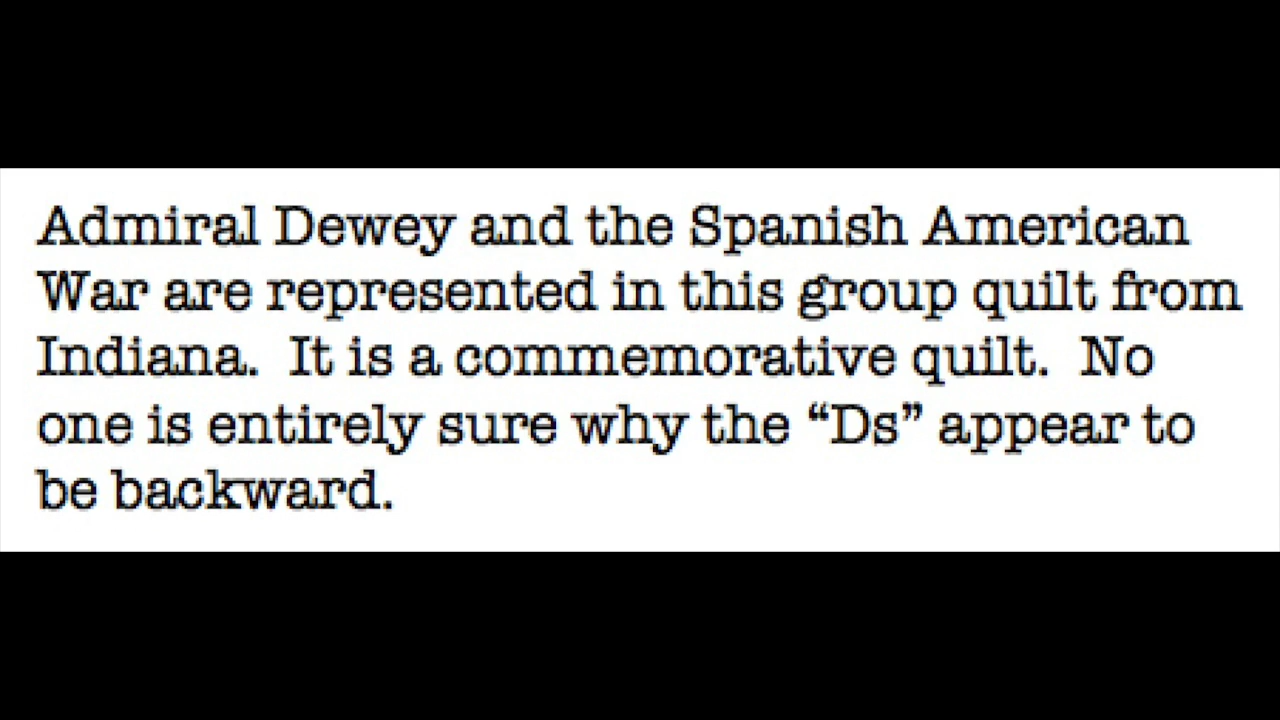 Admiral Dewey and the Spanish American
War are represented in this group quilt from
Indiana.  It is a commemorative quilt.  No
one is entirely sure why the “Ds” appear to
be backward.